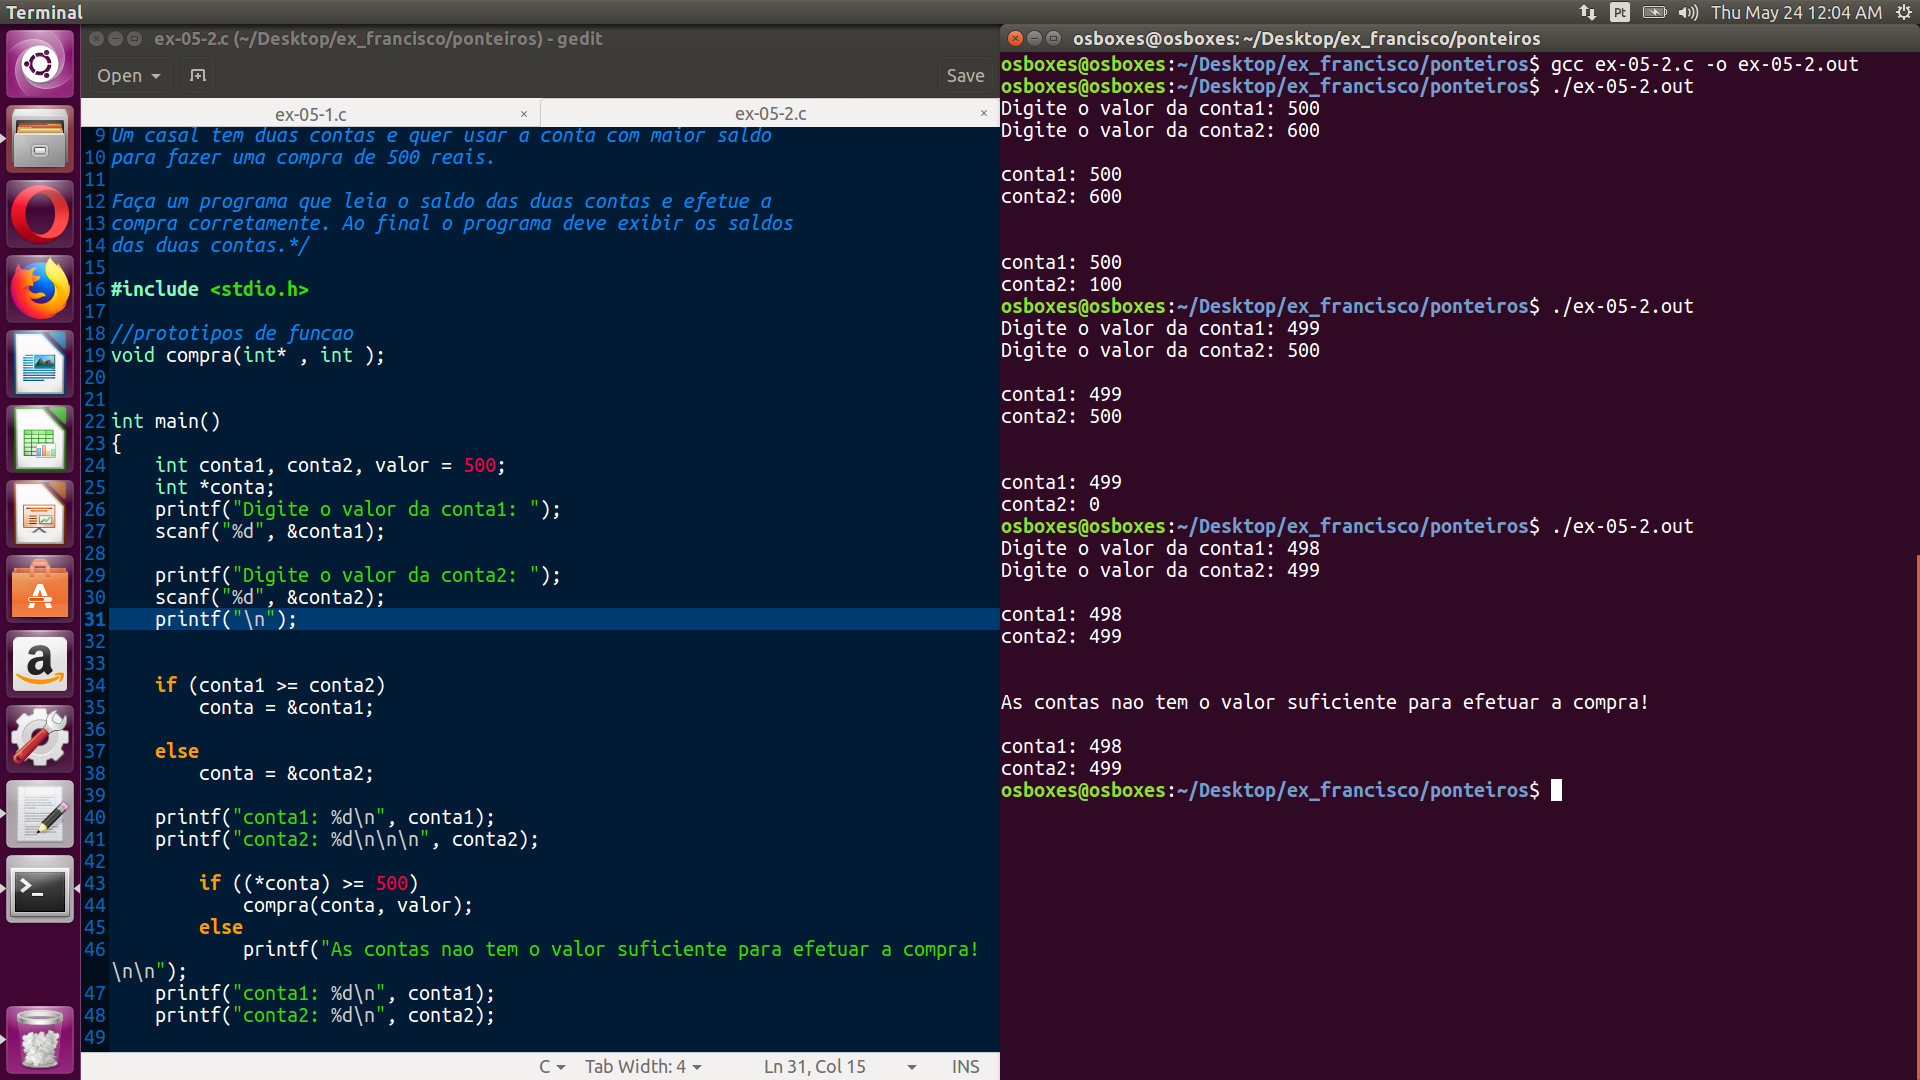 Terminal
Pt
Thu May 24 12:04 AM
ex-05-2.c (~/Desktop/ex_francisco/ponteiros) - gedit
Open
Save
ex-05-1.c ×
ex-05-2.c ×
9 Um casal tem duas contas e quer usar a conta com maior saldo
10 para fazer uma compra de 500 reais.
11
12 Faça um programa que leia o saldo das duas contas e efetue a
13 compra corretamente. Ao final o programa deve exibir os saldos
14 das duas contas.*/
15
16 #include <stdio.h>
17
18 //prototipos de funcao
19 void compra(int* , int );
20
21
22 int main()
23 {
24     int conta1, conta2, valor = 500;
25     int *conta;
26     printf("Digite o valor da conta1: ");
27     scanf("%d", &conta1);
28
29     printf("Digite o valor da conta2: ");
30     scanf("%d", &conta2);
31     printf("\n");
32
33
34     if (conta1 >= conta2)
35         conta = &conta1;
36
37     else
38         conta = &conta2;
39
40     printf("conta1: %d\n", conta1);
41     printf("conta2: %d\n\n\n", conta2);
42
43         if ((*conta) >= 500)
44             compra(conta, valor);
45         else
46             printf("As contas nao tem o valor suficiente para efetuar a compra!
\n\n");
47     printf("conta1: %d\n", conta1);
48     printf("conta2: %d\n", conta2);
49
C
Tab Width: 4
Ln 31, Col 15
INS
osboxes@osboxes: ~/Desktop/ex_francisco/ponteiros
osboxes@osboxes:~/Desktop/ex_francisco/ponteiros$ gcc ex-05-2.c -o ex-05-2.out
osboxes@osboxes:~/Desktop/ex_francisco/ponteiros$ ./ex-05-2.out
Digite o valor da conta1: 500
Digite o valor da conta2: 600
conta1: 500
conta2: 600
conta1: 500
conta2: 100
osboxes@osboxes:~/Desktop/ex_francisco/ponteiros$ ./ex-05-2.out
Digite o valor da conta1: 499
Digite o valor da conta2: 500
conta1: 499
conta2: 500
conta1: 499
conta2: 0
osboxes@osboxes:~/Desktop/ex_francisco/ponteiros$ ./ex-05-2.out
Digite o valor da conta1: 498
Digite o valor da conta2: 499
conta1: 498
conta2: 499
As contas nao tem o valor suficiente para efetuar a compra!
conta1: 498
conta2: 499
osboxes@osboxes:~/Desktop/ex_francisco/ponteiros$